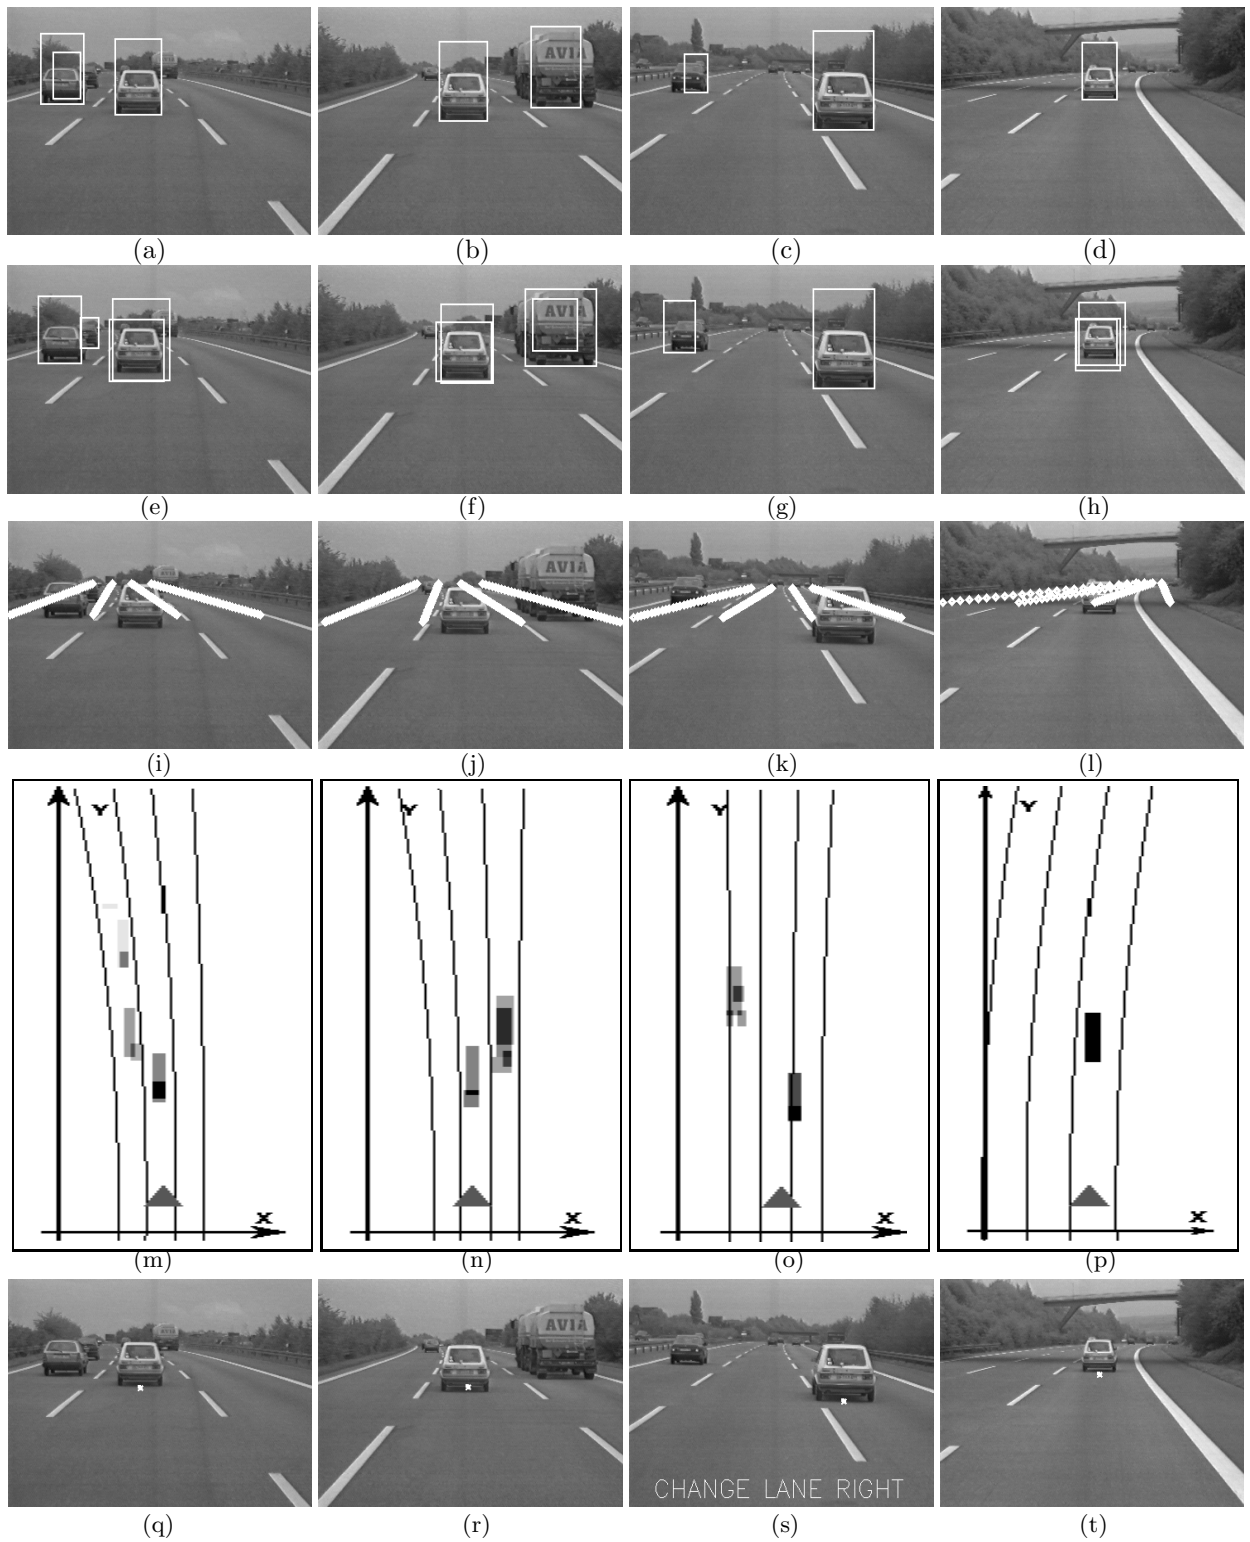 AVIA
(a) (b) (c) (d)
AVIA
(e) (f) (g) (h)
AVIA
(i) (j) (k) (l)
Y Y Y Y
X X X X
(m) (n) (o) (p)
AVIA
CHANGE LANE RIGHT
(q) (r) (s) (t)